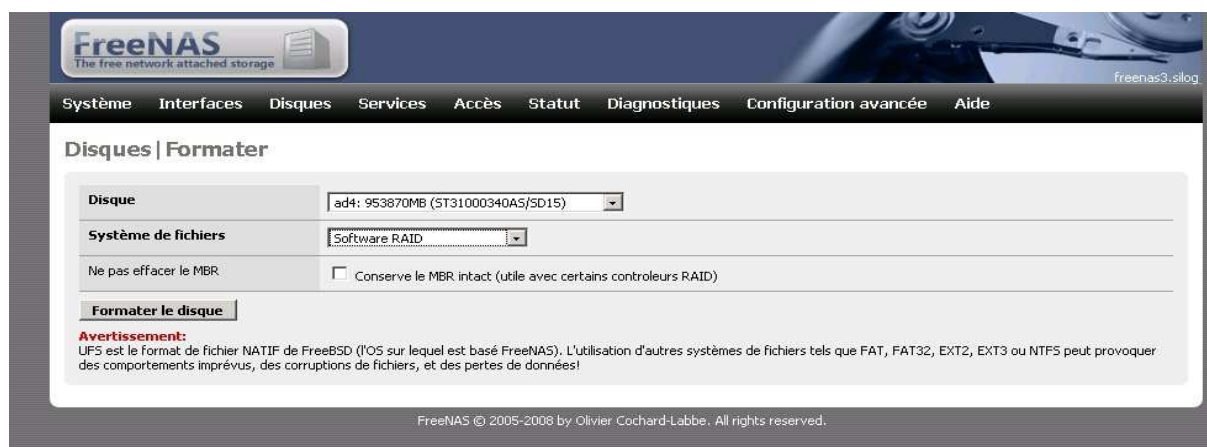 FreeNAS
The free network attached storage
freenas3.silog
Système Interfaces Disques Services Accès Statut Diagnostiques Configuration avancée Aide
Disques|Formater
Disque
ad4: 953870MB (ST31000340AS/SD15)
Système de fichiers
Software RAID
Ne pas effacer le MBR
Conserve le MBR intact (utile avec certains controleurs RAID)
Formater le disque
Avertissement:
UFS est le format de fichier NATIF de FreeBSD (l'OS sur lequel est basé FreeNAS). L'utilisation d'autres systèmes de fichiers tels que FAT, FAT32, EXT2, EXT3 ou NTFS peut provoquer
des comportements imprévus, des corruptions de fichiers, et des pertes de données!
FreeNAS © 2005-2008 by Olivier Cochard-Labbe. All rights reserved.